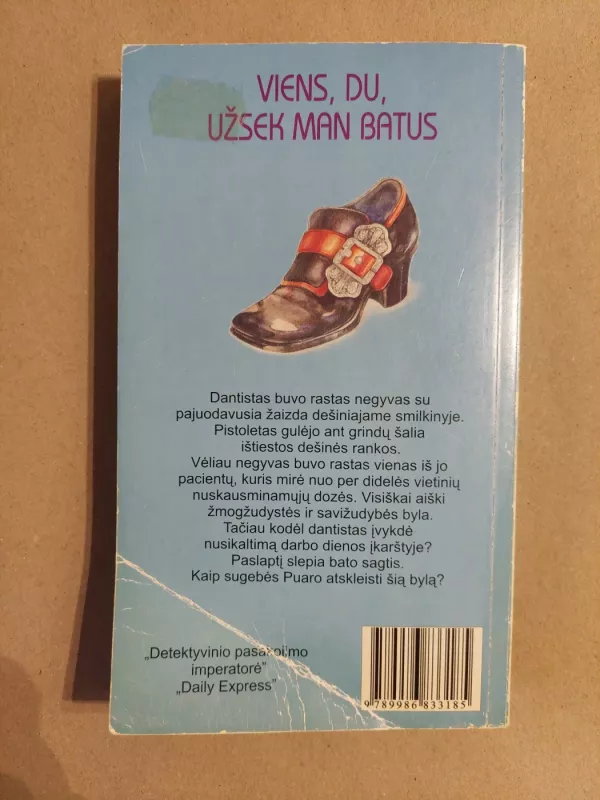 VIENS, DU,
UŽSEK MAN BATUS
Dantistas buvo rastas negyvas su
pajuodavusia žaizda dešiniajame smilkinyje.
Pistoletas gulėjo ant grindų šalia
ištiestos dešinės rankos.
Vėliau negyvas buvo rastas vienas iš jo
pacientų, kuris mirė nuo per didelės vietinių
nuskausminamųjų dozės. Visiškai aiški
žmogžudystės ir savižudybės byla.
Tačiau kodėl dantistas įvykdė
nusikaltimą darbo dienos įkarštyje?
Paslaptį slepia bato sagtis.
Kaip sugebės Puaro atskleisti šią bylą?
„Detektyvinio pasakojimo
imperatorė”
„Daily Express”
9 789986 833185